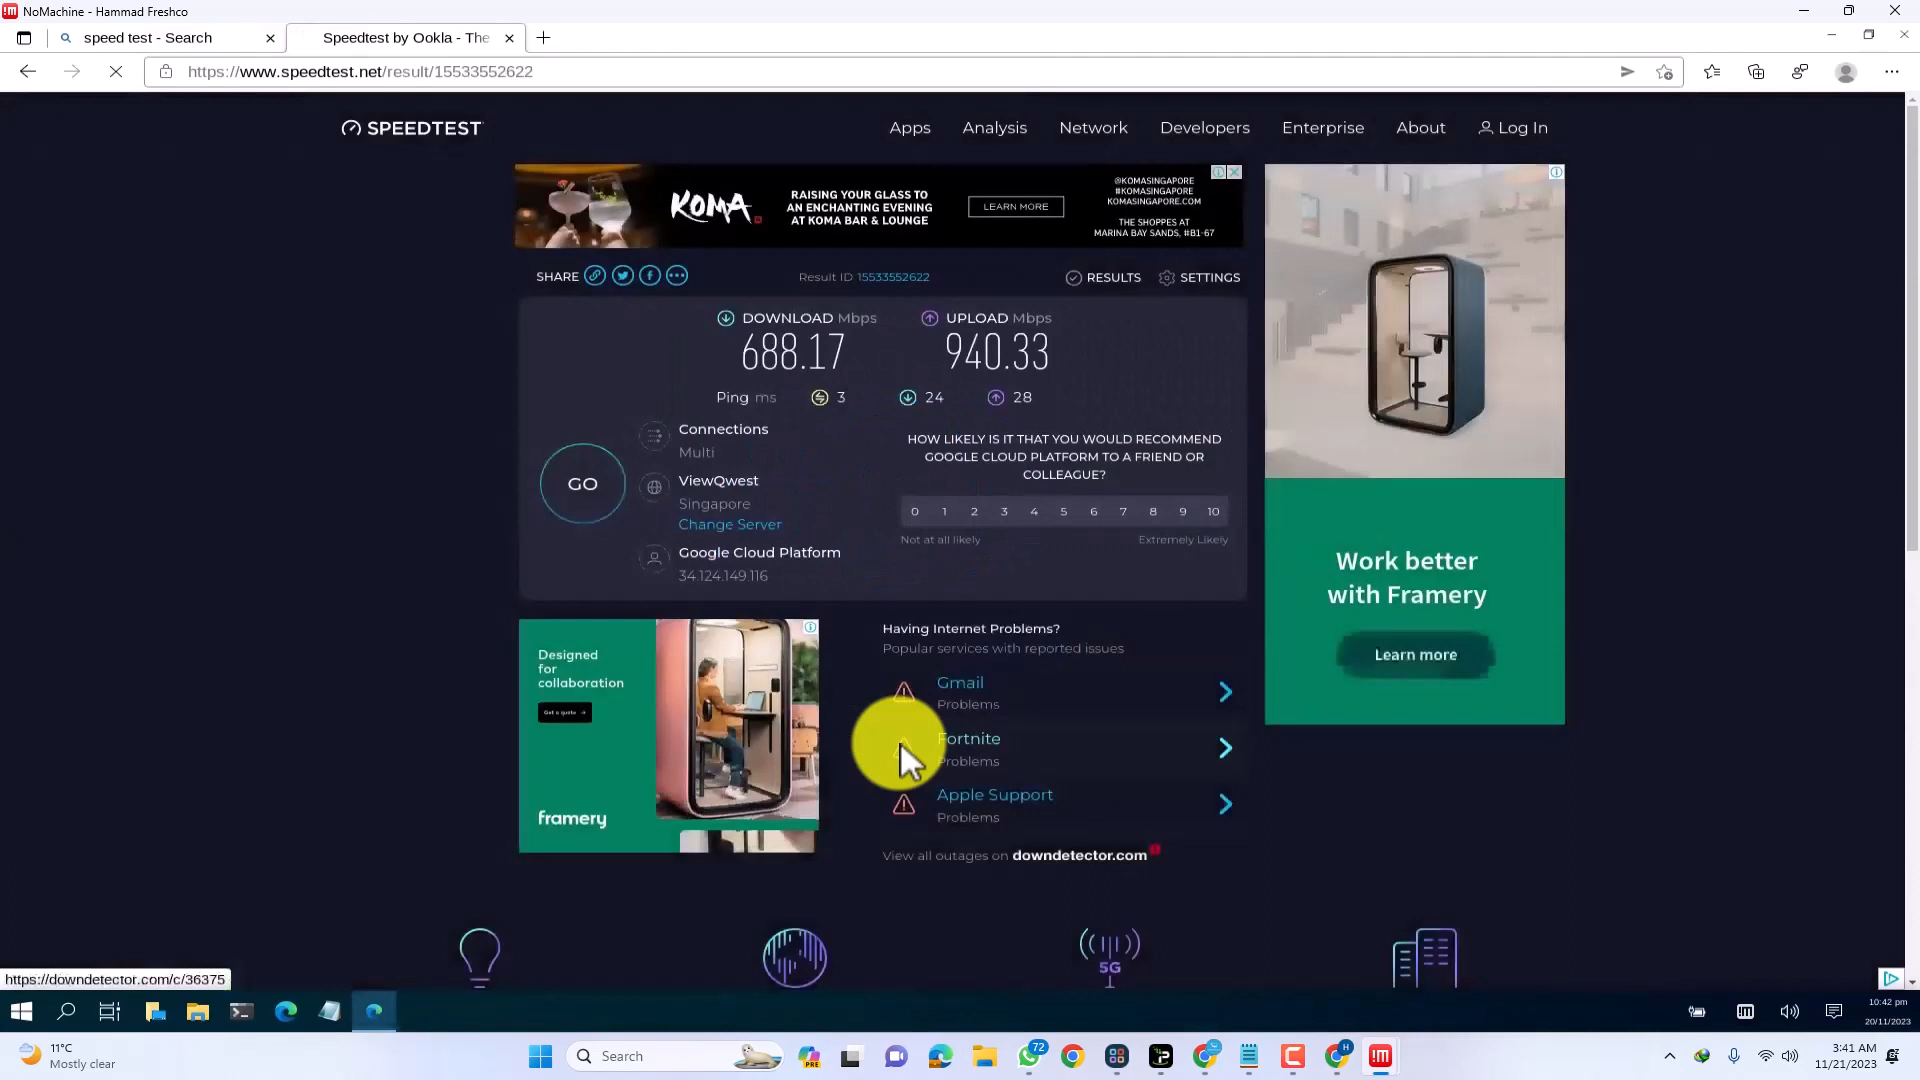 NoMachine - Hammad Freshco
speed test - Search
Speedtest by Ookla - The
https://www.speedtest.net/result/15533552622
SPEEDTEST
Apps
Analysis
Network
Developers
Enterprise
About
Log In
KOMA
RAISING YOUR GLASS TO
AN ENCHANTING EVENING
AT KOMA BAR & LOUNGE
LEARN MORE
@KOMASINGAPORE
#KOMASINGAPORE
KOMASINGAPORE.COM
THE SHOPPES AT
MARINA BAY SANDS, #B1-67
SHARE
Result ID 15533552622
RESULTS
SETTINGS
DOWNLOAD Mbps
688.17
UPLOAD Mbps
940.33
Ping ms
3
24
28
GO
Connections
Multi
ViewQwest
Singapore
Change Server
Google Cloud Platform
34.124.149.116
HOW LIKELY IS IT THAT YOU WOULD RECOMMEND
GOOGLE CLOUD PLATFORM TO A FRIEND OR
COLLEAGUE?
0 1 2 3 4 5 6 7 8 9 10
Not at all likely
Extremely Likely
Work better
with Framery
Learn more
Designed
for
collaboration
Get a quote
framery
Having Internet Problems?
Popular services with reported issues
Gmail
Problems
Fortnite
Problems
Apple Support
Problems
View all outages on downdetector.com
5G
https://downdetector.com/c/36375
10:42 pm
20/11/2023
11°C
Mostly clear
Search
PRE
72
H
3:41 AM
11/21/2023